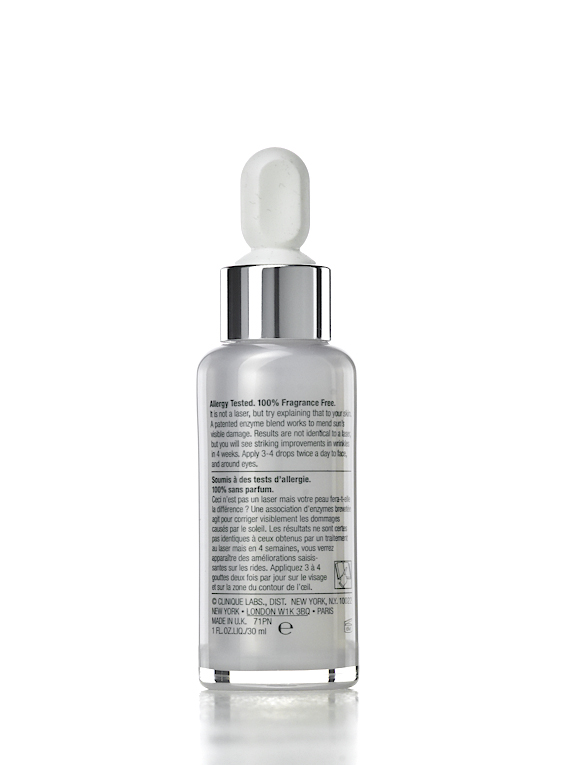 Allergy Tested. 100% Fragrance Free.
It is not a laser, but try explaining that to your skin.
A patented enzyme blend works to mend sun's
visible damage. Results are not identical to a laser,
but you will see striking improvements in wrinkles
in 4 weeks. Apply 3-4 drops twice a day to face,
and around eyes.
Soumis à des tests d'allergie.
100% sans parfum.
Ceci n'est pas un laser mais votre peau fera-t-elle
la différence ? Une association d'enzymes brevetée
agit pour corriger visiblement les dommages
causés par le soleil. Les résultats ne sont certes
pas identiques à ceux obtenus par un traitement
au laser mais en 4 semaines, vous verrez
apparaître des améliorations saisis-
santes sur les rides. Appliquez 3 à 4
gouttes deux fois par jour sur le visage
et sur la zone du contour de l'œil.
© CLINIQUE LABS., DIST. NEW YORK, N.Y.
NEW YORK • LONDON W1K 3BQ • PARIS
MADE IN U.K. 71PN
1 FL.OZ.LIQ./30 ml ℮